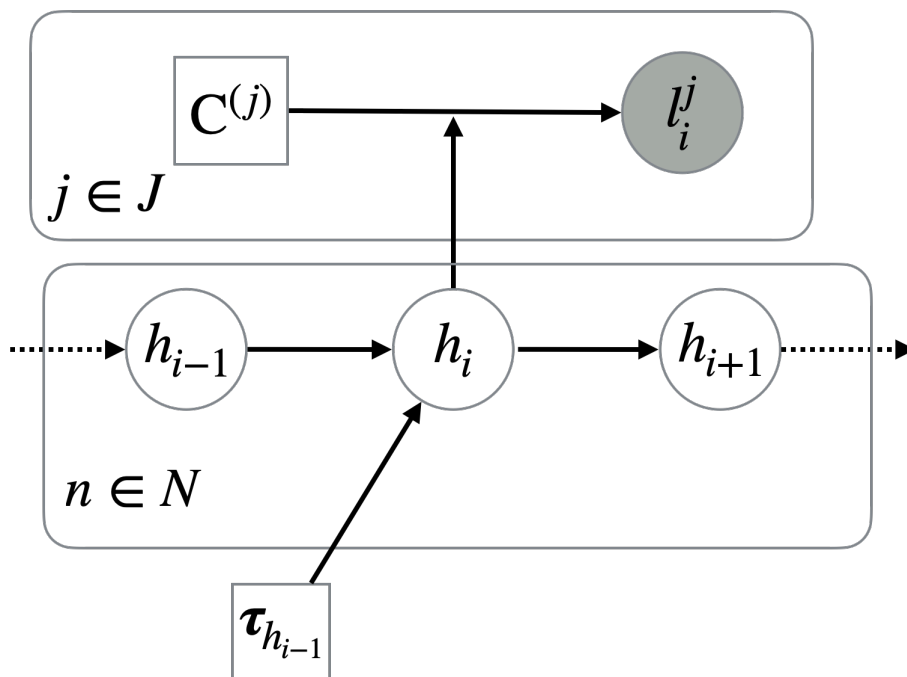 C^{(j)}
l_i^j
j ∈ J
h_{i−1}
h_i
h_{i+1}
n ∈ N
τ_{h_{i−1}}